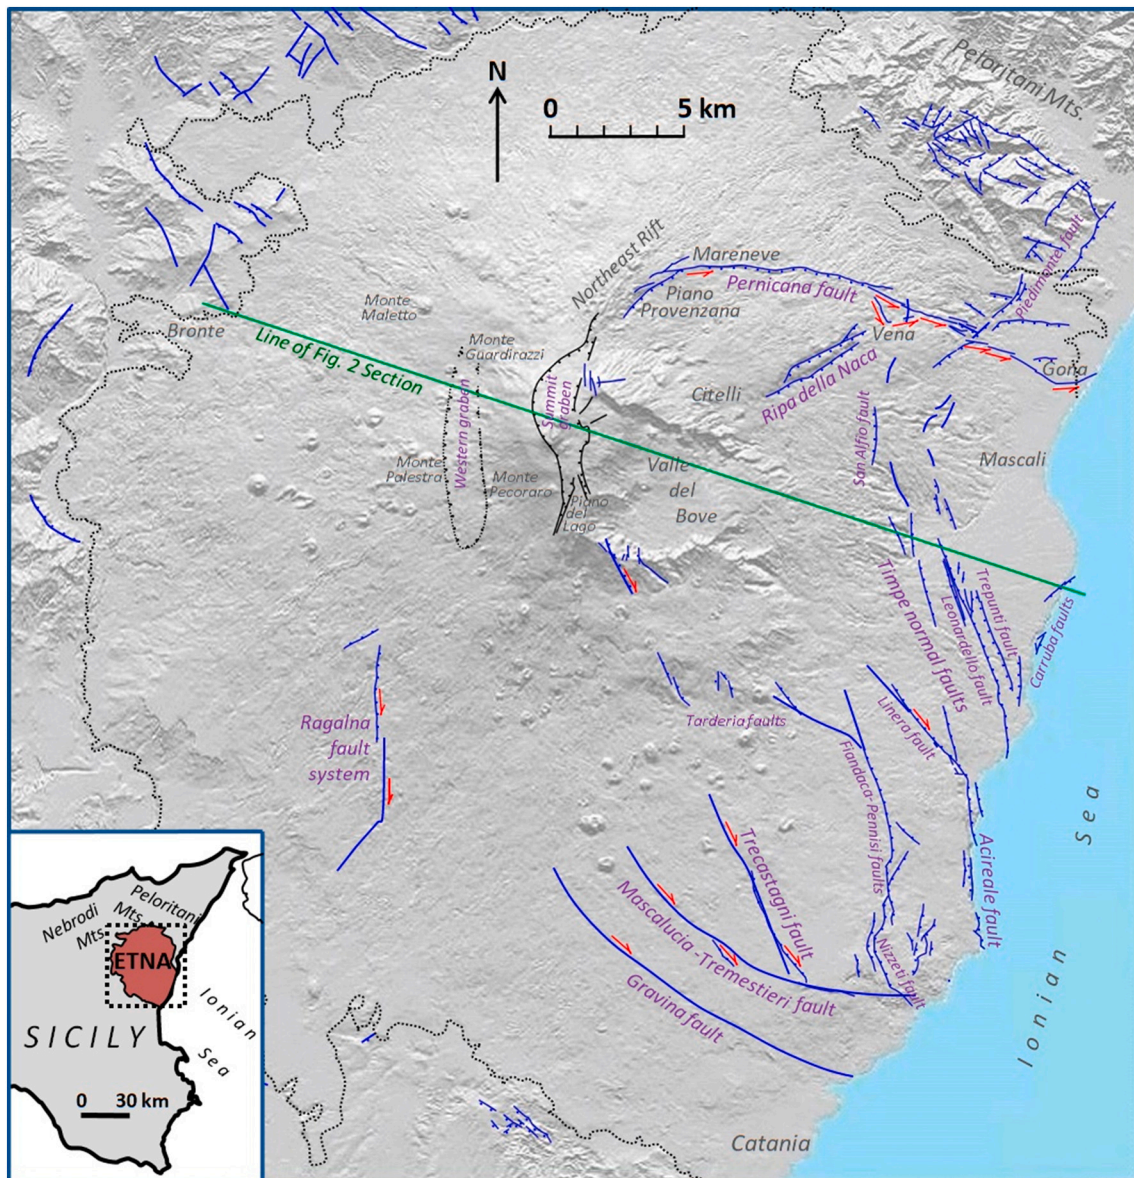 Peloritani Mts.
N
0 5 km
Northeast Rift
Mareneve
Pernicana fault
Piano
Provenzana
Piedimonte fault
Monte
Maletto
Bronte
Line of Fig. 2 Section
Monte
Guardirazzi
Vena
Gona
Summit
graben
Citelli
Ripa della Naca
San Alfio fault
Western graben
Monte
Palestra
Monte
Pecoraro
Piano
del
Lago
Valle
del
Bove
Mascali
Timpe normal faults
Leonardello fault
Trepunti fault
Carruba faults
Ragalna
fault
system
Tarderia faults
Linera fault
Fiandaca-Pennisi faults
Acireale fault
Trecastagni fault
Mascalucia -Tremestieri fault
Gravina fault
Nizzeti fault
Ionian Sea
Catania
Nebrodi
Mts.
Peloritani
Mts.
ETNA
SICILY
Ionian
Sea
0 30 km